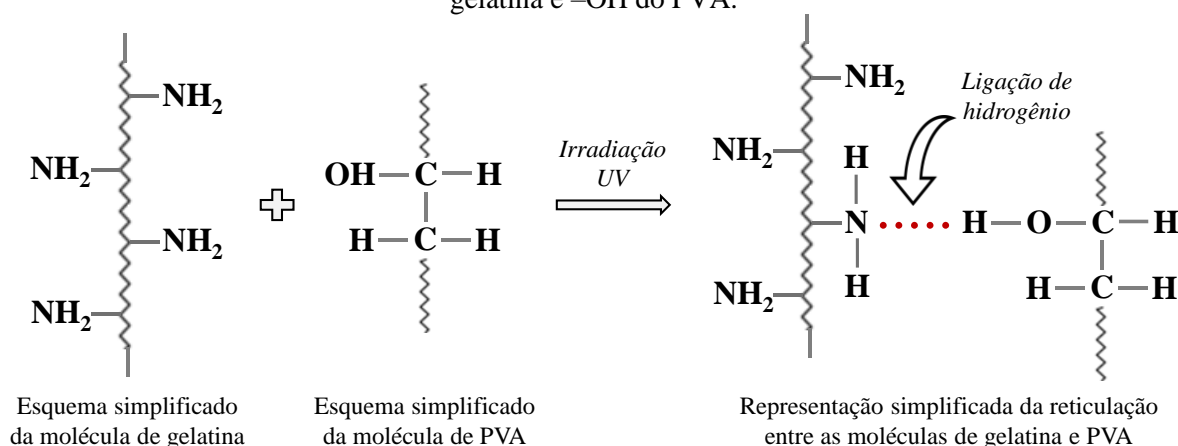 gelatina e –OH do PVA.
NH₂
NH₂
NH₂
NH₂
Esquema simplificado
da molécula de gelatina
OH—C—H
H—C—H
Esquema simplificado
da molécula de PVA
Irradiação
UV
NH₂
NH₂
H
N H—O—C—H
H
H—C—H
NH₂
Ligação de
hidrogênio
Representação simplificada da reticulação
entre as moléculas de gelatina e PVA